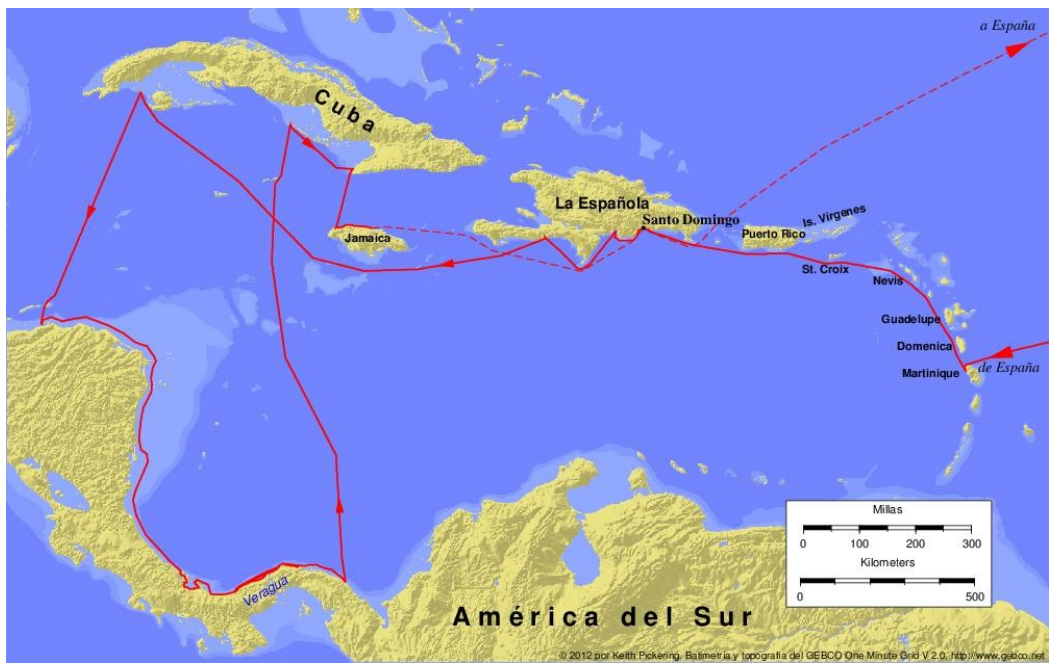 a España
Cuba
La Española
Santo Domingo
Is. Vírgenes
Puerto Rico
Jamaica
St. Croix
Nevis
Guadelupe
Domenica
de España
Martinique
Millas
0 100 200 300
Kilometers
0 500
Veragua
América del Sur
© 2012 por Keith Pickering. Batimetría y topografía del GEBCO One Minute Grid V 2.0, http://www.gebco.net